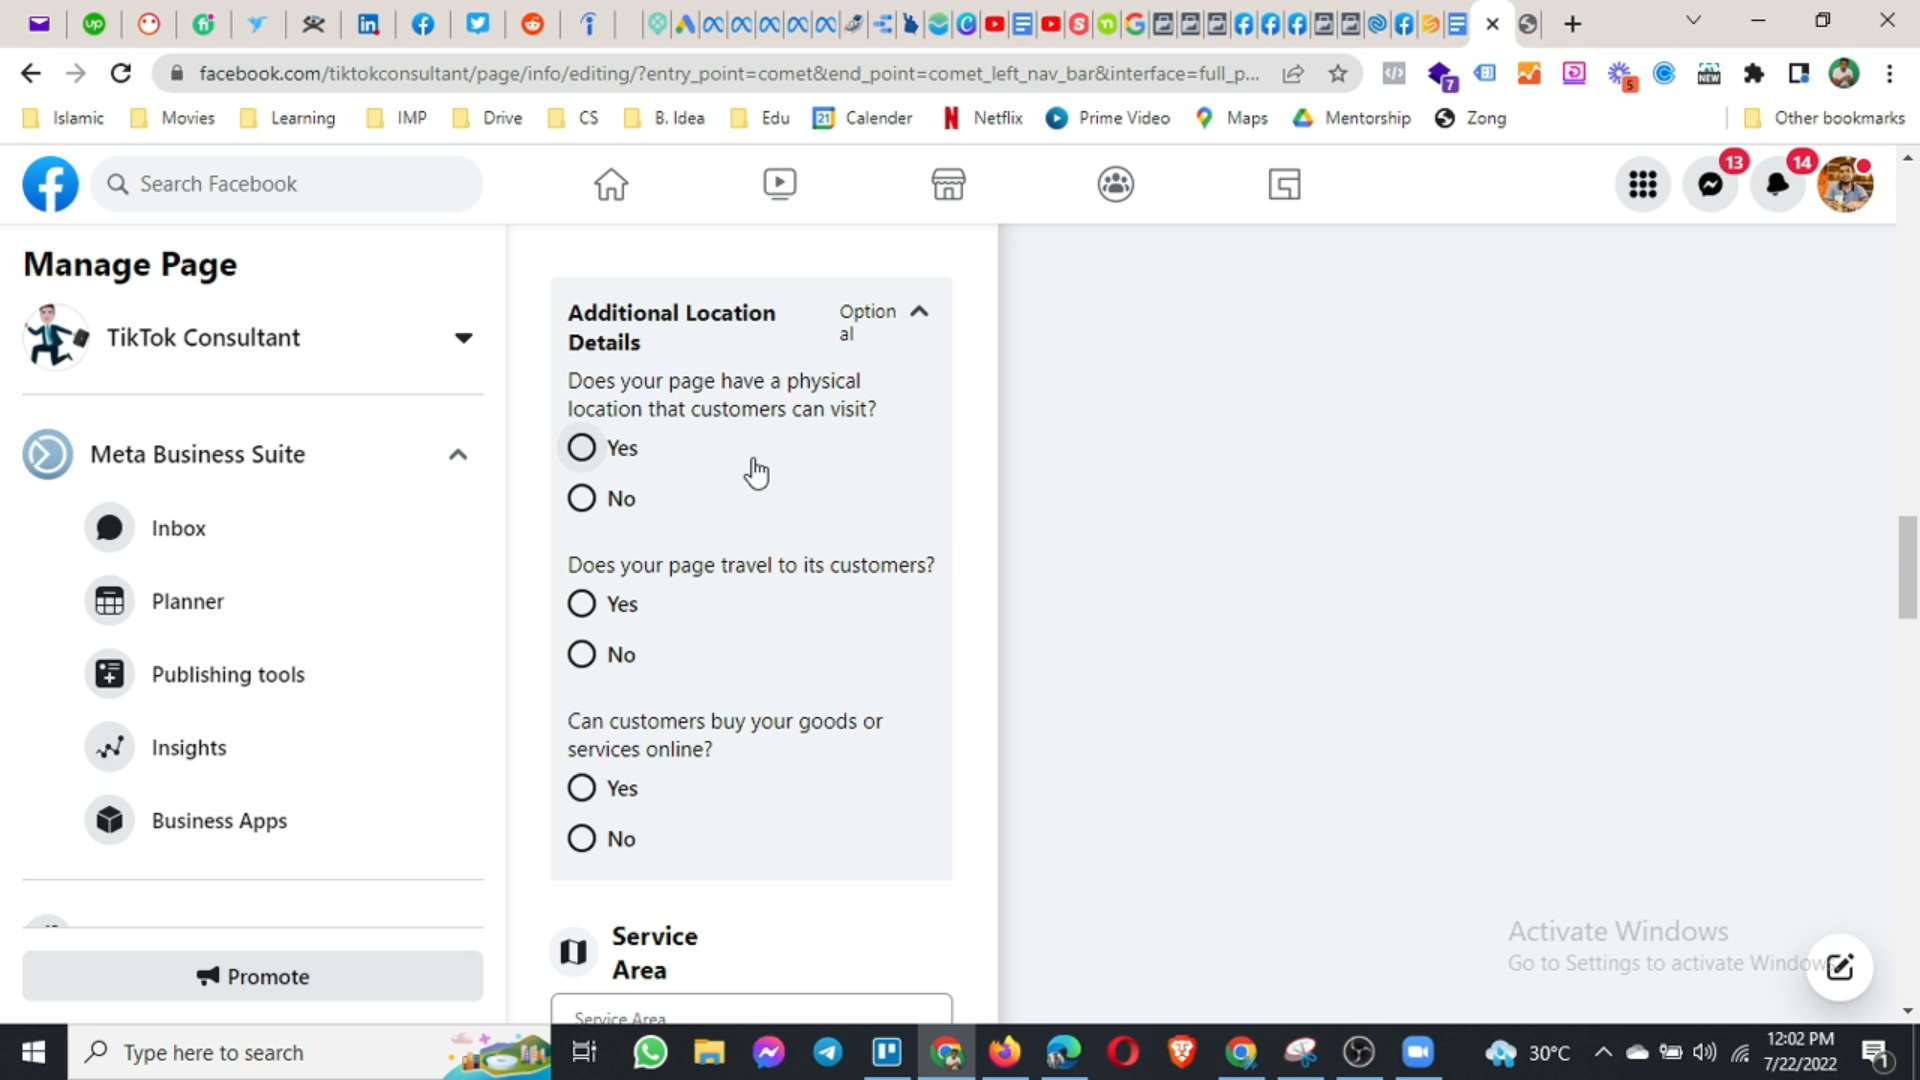 facebook.com/tiktokconsultant/page/info/editing/?entry_point=comet&end_point=comet_left_nav_bar&interface=full_p...
7
5
NEW
Islamic
Movies
Learning
IMP
Drive
CS
B. Idea
Edu
21
Calender
Netflix
Prime Video
Maps
Mentorship
Zong
Other bookmarks
Search Facebook
13
14
Manage Page
TikTok Consultant
Meta Business Suite
Inbox
Planner
Publishing tools
Insights
Business Apps
Promote
Additional Location
Details
Option
al
Does your page have a physical
location that customers can visit?
Yes
No
Does your page travel to its customers?
Yes
No
Can customers buy your goods or
services online?
Yes
No
Service
Area
Service Area
Activate Windows
Go to Settings to activate Windows
Type here to search
30°C
12:02 PM
7/22/2022
1